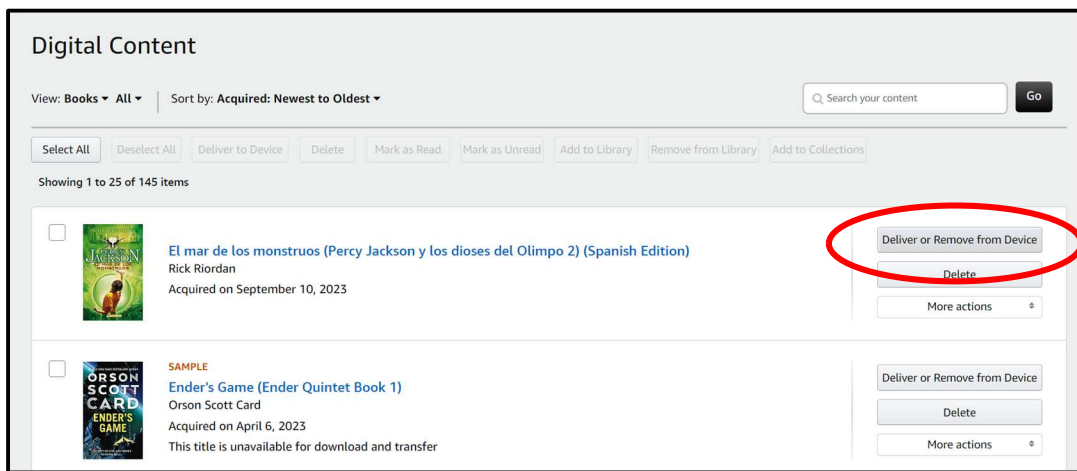 Digital Content
View: Books All Sort by: Acquired: Newest to Oldest Search your content Go
Select All Deselect All Deliver to Device Delete Mark as Read Mark as Unread Add to Library Remove from Library Add to Collections
Showing 1 to 25 of 145 items
JACKSON
El mar de los monstruos (Percy Jackson y los dioses del Olimpo 2) (Spanish Edition)
Rick Riordan
Acquired on September 10, 2023
Deliver or Remove from Device
Delete
More actions
ORSON
SCOTT
CARD
ENDER'S
GAME
SAMPLE
Ender's Game (Ender Quintet Book 1)
Orson Scott Card
Acquired on April 6, 2023
This title is unavailable for download and transfer
Deliver or Remove from Device
Delete
More actions